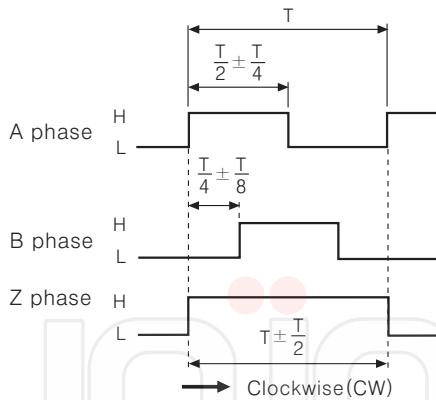 T
T/2 ± T/4
A phase H
L
T/4 ± T/8
B phase H
L
Z phase H
L
T ± T/2
Clockwise(CW)